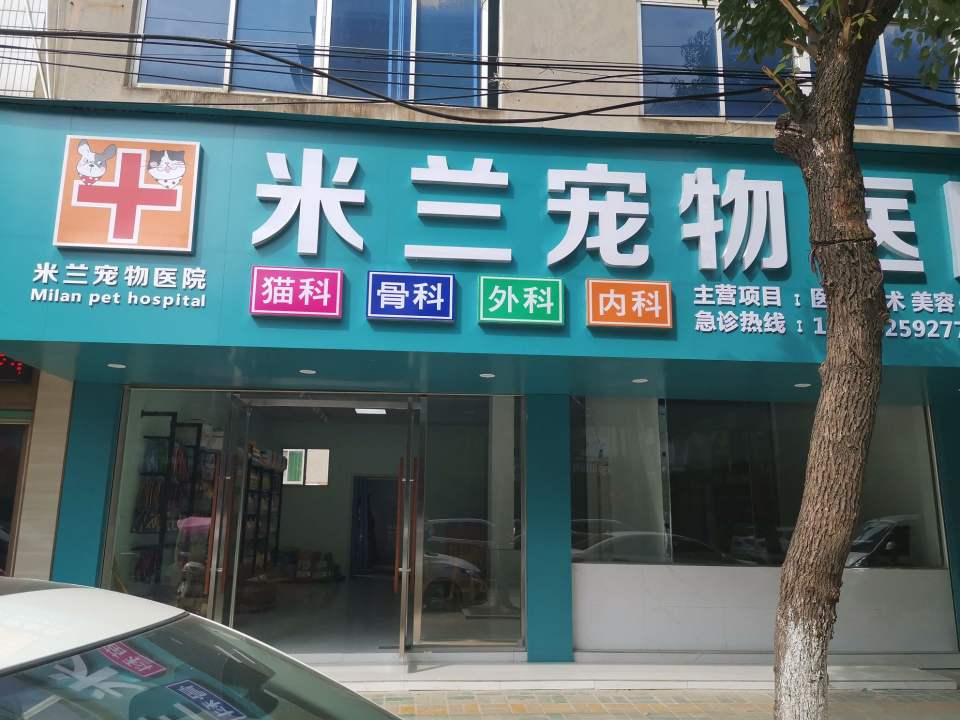 米兰宠物医
米兰宠物医院
Milan pet hospital
猫科
骨科
外科
内科
主营项目：医 术 美容
急诊热线：1 25927